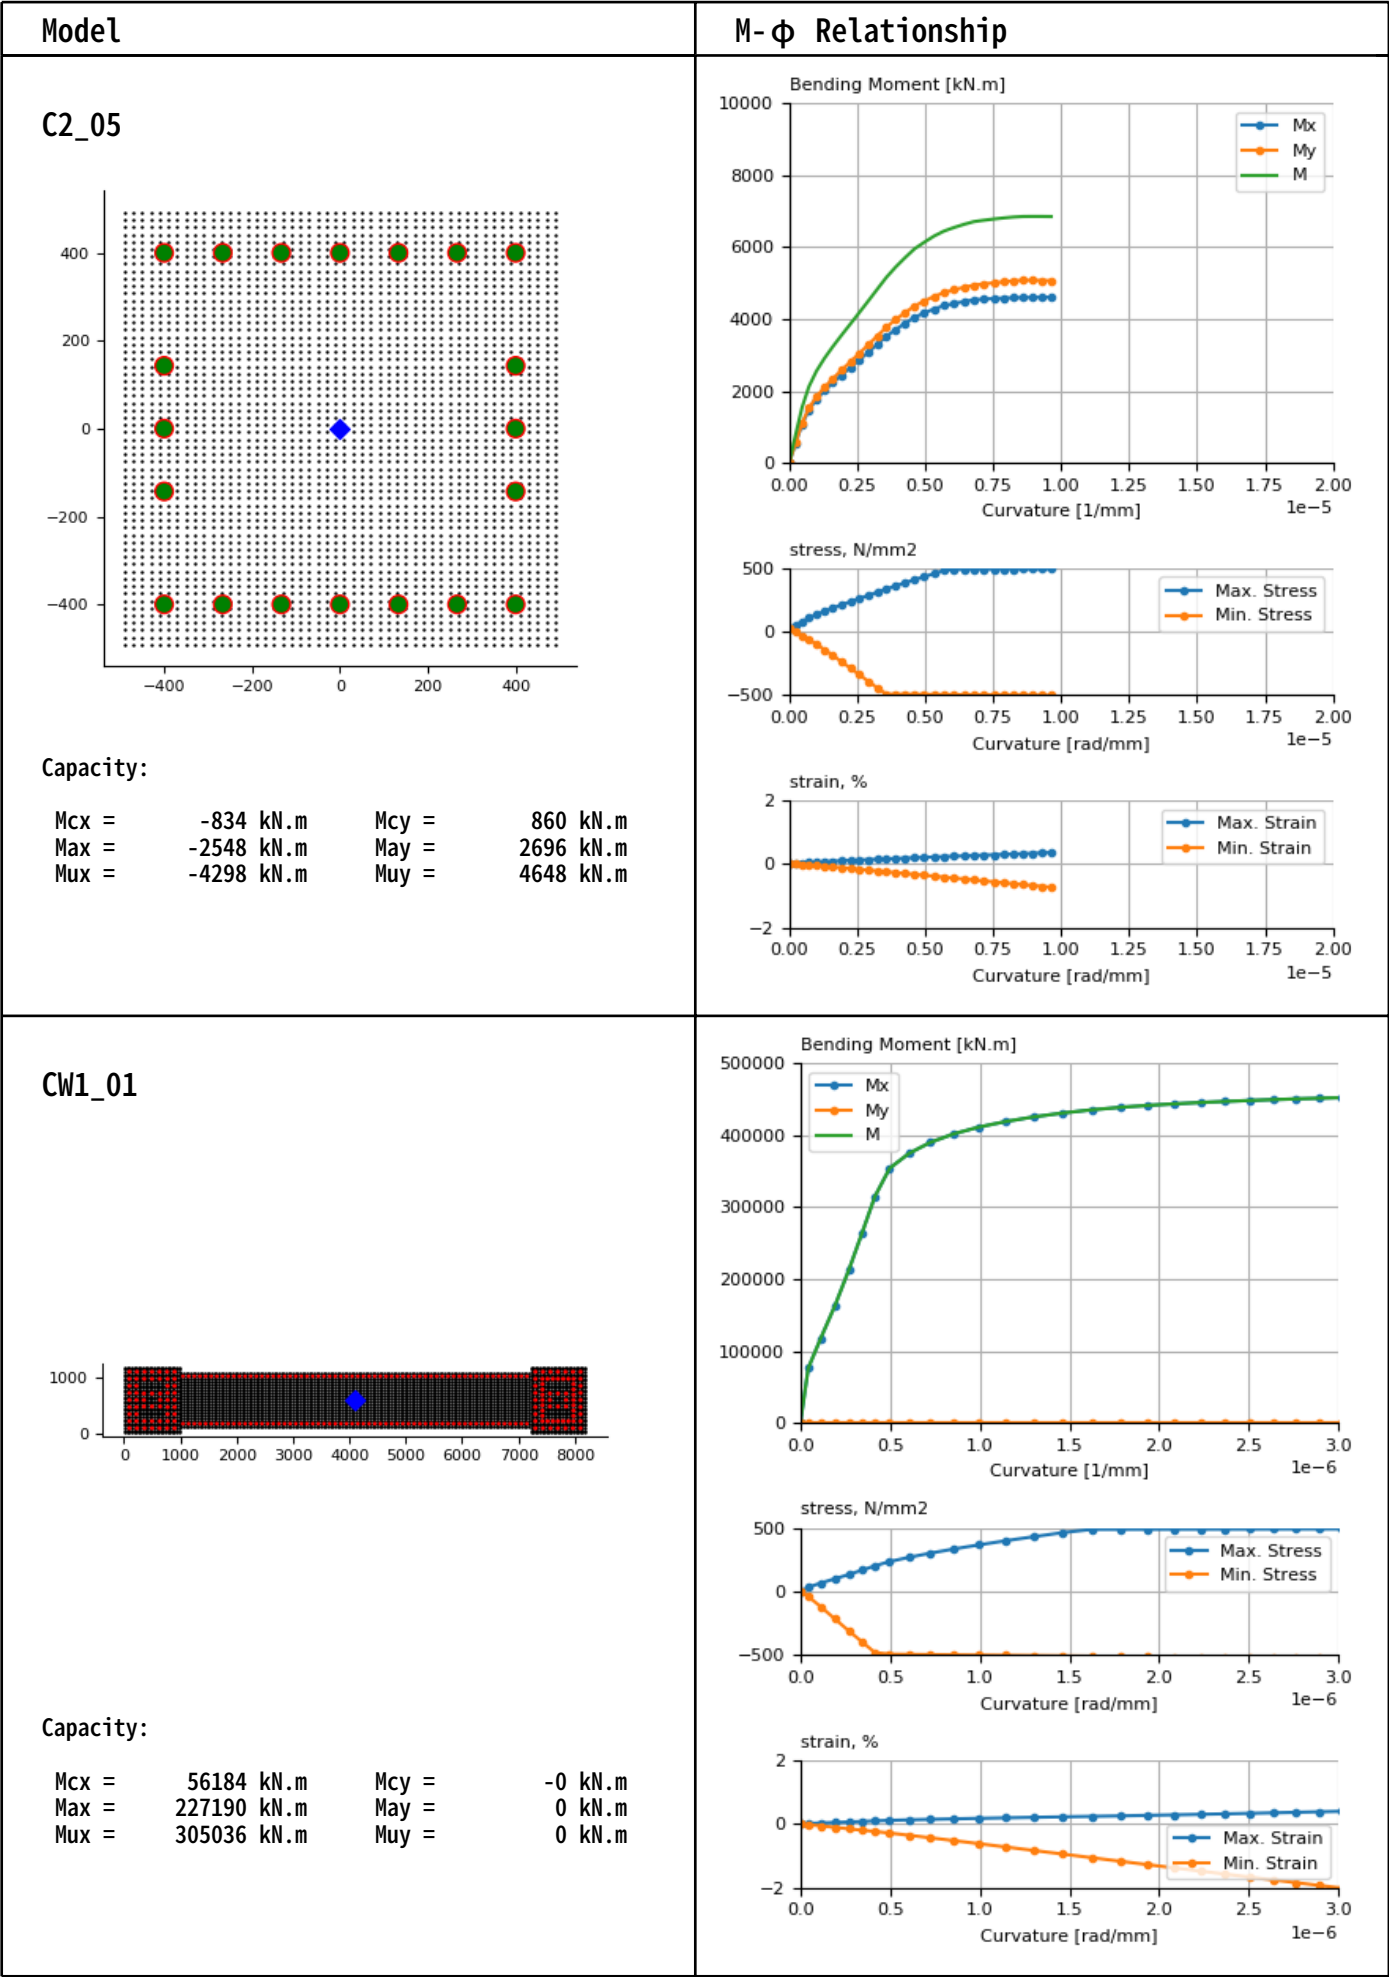 Model
M-Φ Relationship
C2_05
400
200
0
−200
−400
−400 −200 0 200 400
Capacity:
Mcx = -834 kN.m Mcy = 860 kN.m
Max = -2548 kN.m May = 2696 kN.m
Mux = -4298 kN.m Muy = 4648 kN.m
Bending Moment [kN.m]
10000
8000
6000
4000
2000
0
Mx
My
M
0.00 0.25 0.50 0.75 1.00 1.25 1.50 1.75 2.00
1e−5
Curvature [1/mm]
stress, N/mm2
500
0
−500
Max. Stress
Min. Stress
0.00 0.25 0.50 0.75 1.00 1.25 1.50 1.75 2.00
1e−5
Curvature [rad/mm]
strain, %
2
0
−2
Max. Strain
Min. Strain
0.00 0.25 0.50 0.75 1.00 1.25 1.50 1.75 2.00
1e−5
Curvature [rad/mm]
CW1_01
1000
0
0 1000 2000 3000 4000 5000 6000 7000 8000
Capacity:
Mcx = 56184 kN.m Mcy = -0 kN.m
Max = 227190 kN.m May = 0 kN.m
Mux = 305036 kN.m Muy = 0 kN.m
Bending Moment [kN.m]
500000
400000
300000
200000
100000
0
Mx
My
M
0.0 0.5 1.0 1.5 2.0 2.5 3.0
1e−6
Curvature [1/mm]
stress, N/mm2
500
0
−500
Max. Stress
Min. Stress
0.0 0.5 1.0 1.5 2.0 2.5 3.0
1e−6
Curvature [rad/mm]
strain, %
2
0
−2
Max. Strain
Min. Strain
0.0 0.5 1.0 1.5 2.0 2.5 3.0
1e−6
Curvature [rad/mm]